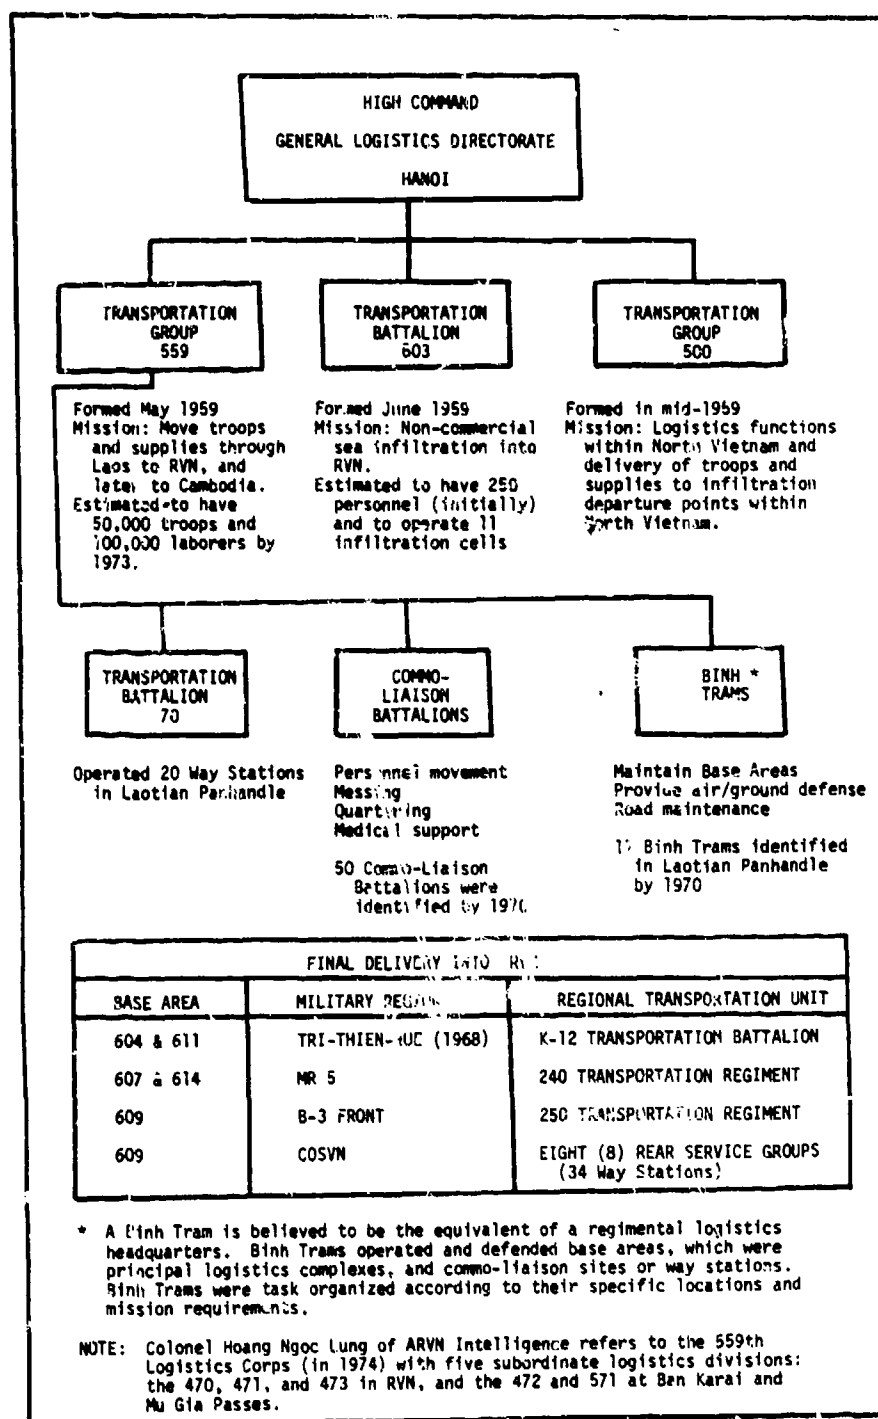 HIGH COMMAND
GENERAL LOGISTICS DIRECTORATE
HANOI
TRANSPORTATION
GROUP
559
TRANSPORTATION
BATTALION
603
TRANSPORTATION
GROUP
500
Formed May 1959
Mission: Move troops
and supplies through
Laos to RVN, and
later to Cambodia.
Estimated to have
50,000 troops and
100,000 laborers by
1973.
Formed June 1959
Mission: Non-commercial
sea infiltration into
RVN.
Estimated to have 250
personnel (initially)
and to operate 11
infiltration cells
Formed in mid-1959
Mission: Logistics functions
within North Vietnam and
delivery of troops and
supplies to infiltration
departure points within
North Vietnam.
TRANSPORTATION
BATTALION
70
COMMO-
LIAISON
BATTALIONS
BINH *
TRAMS
Operated 20 Way Stations
in Laotian Panhandle
Personnel movement
Messing
Quartering
Medical support
50 Commo-Liaison
Battalions were
identified by 1970.
Maintain Base Areas
Provide air/ground defense
Road maintenance
Binh Trams identified
in Laotian Panhandle
by 1970
FINAL DELIVERY INTO RVN
BASE AREA MILITARY REGION REGIONAL TRANSPORTATION UNIT
604 & 611 TRI-THIEN-HUE (1968) K-12 TRANSPORTATION BATTALION
607 & 614 MR 5 240 TRANSPORTATION REGIMENT
609 B-3 FRONT 250 TRANSPORTATION REGIMENT
609 COSVN EIGHT (8) REAR SERVICE GROUPS
(34 Way Stations)
* A Binh Tram is believed to be the equivalent of a regimental logistics
headquarters. Binh Trams operated and defended base areas, which were
principal logistics complexes, and commo-liaison sites or way stations.
Binh Trams were task organized according to their specific locations and
mission requirements.
NOTE: Colonel Hoang Ngoc Lung of ARVN Intelligence refers to the 559th
Logistics Corps (in 1974) with five subordinate logistics divisions:
the 470, 471, and 473 in RVN, and the 472 and 571 at Ban Karai and
Mu Gia Passes.